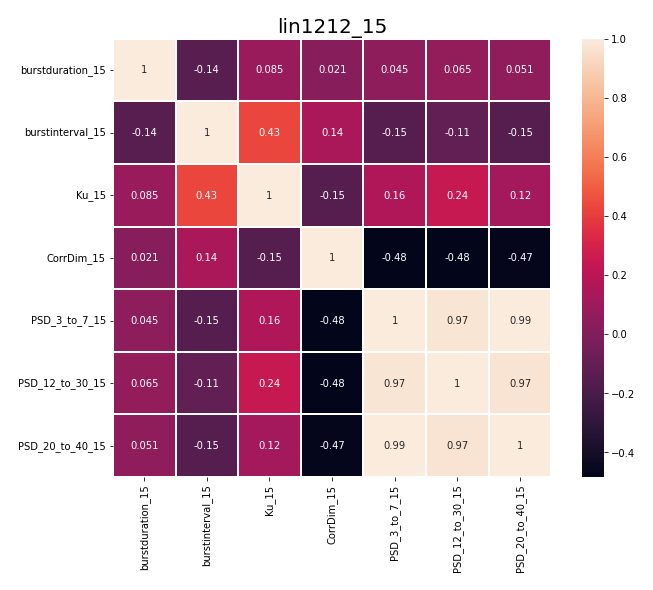 lin1212_15
burstduration_15 1 -0.14 0.085 0.021 0.045 0.065 0.051 1.0
0.8
burstinterval_15 -0.14 1 0.43 0.14 -0.15 -0.11 -0.15
0.6
Ku_15 0.085 0.43 1 -0.15 0.16 0.24 0.12
0.4
CorrDim_15 0.021 0.14 -0.15 1 -0.48 -0.48 -0.47
0.2
PSD_3_to_7_15 0.045 -0.15 0.16 -0.48 1 0.97 0.99
0.0
PSD_12_to_30_15 0.065 -0.11 0.24 -0.48 0.97 1 0.97
−0.2
PSD_20_to_40_15 0.051 -0.15 0.12 -0.47 0.99 0.97 1
−0.4
burstduration_15
burstinterval_15
Ku_15
CorrDim_15
PSD_3_to_7_15
PSD_12_to_30_15
PSD_20_to_40_15